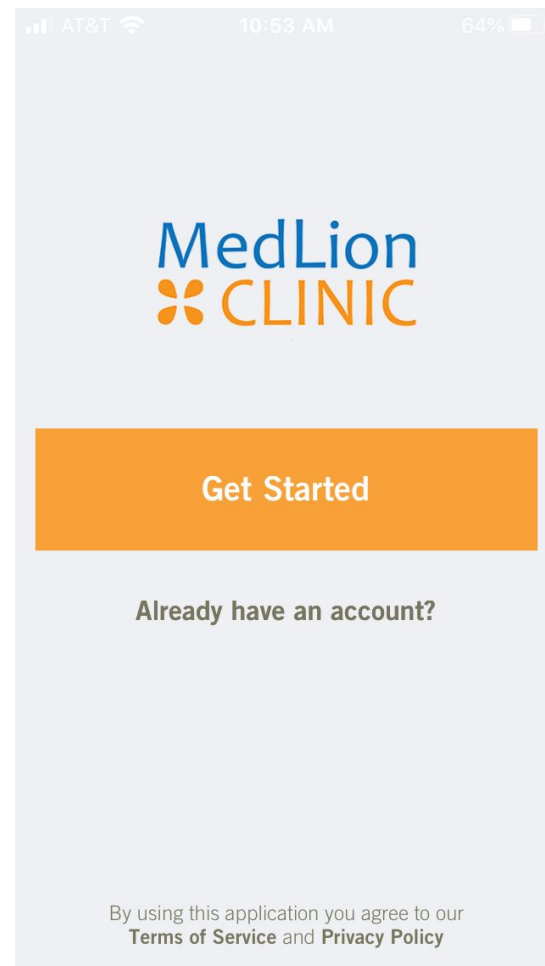 AT&T 10:53 AM 64%
MedLion
CLINIC
Get Started
Already have an account?
By using this application you agree to our
Terms of Service and Privacy Policy